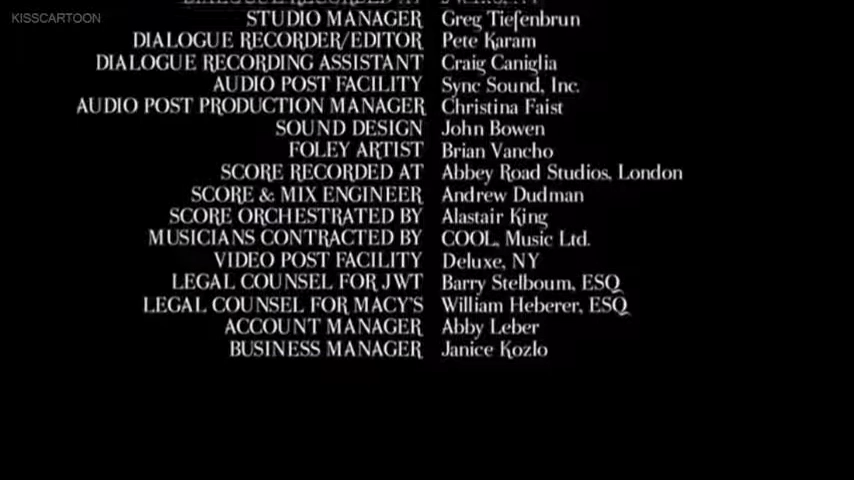 KISSCARTOON
STUDIO MANAGER Greg Tiefenbrun
DIALOGUE RECORDER/EDITOR Pete Karam
DIALOGUE RECORDING ASSISTANT Craig Caniglia
AUDIO POST FACILITY Sync Sound, Inc.
AUDIO POST PRODUCTION MANAGER Christina Faist
SOUND DESIGN John Bowen
FOLEY ARTIST Brian Vancho
SCORE RECORDED AT Abbey Road Studios, London
SCORE & MIX ENGINEER Andrew Dudman
SCORE ORCHESTRATED BY Alastair King
MUSICIANS CONTRACTED BY COOL, Music Ltd.
VIDEO POST FACILITY Deluxe, NY
LEGAL COUNSEL FOR JWT Barry Stelboum, ESQ
LEGAL COUNSEL FOR MACY'S William Heberer, ESQ
ACCOUNT MANAGER Abby Leber
BUSINESS MANAGER Janice Kozlo